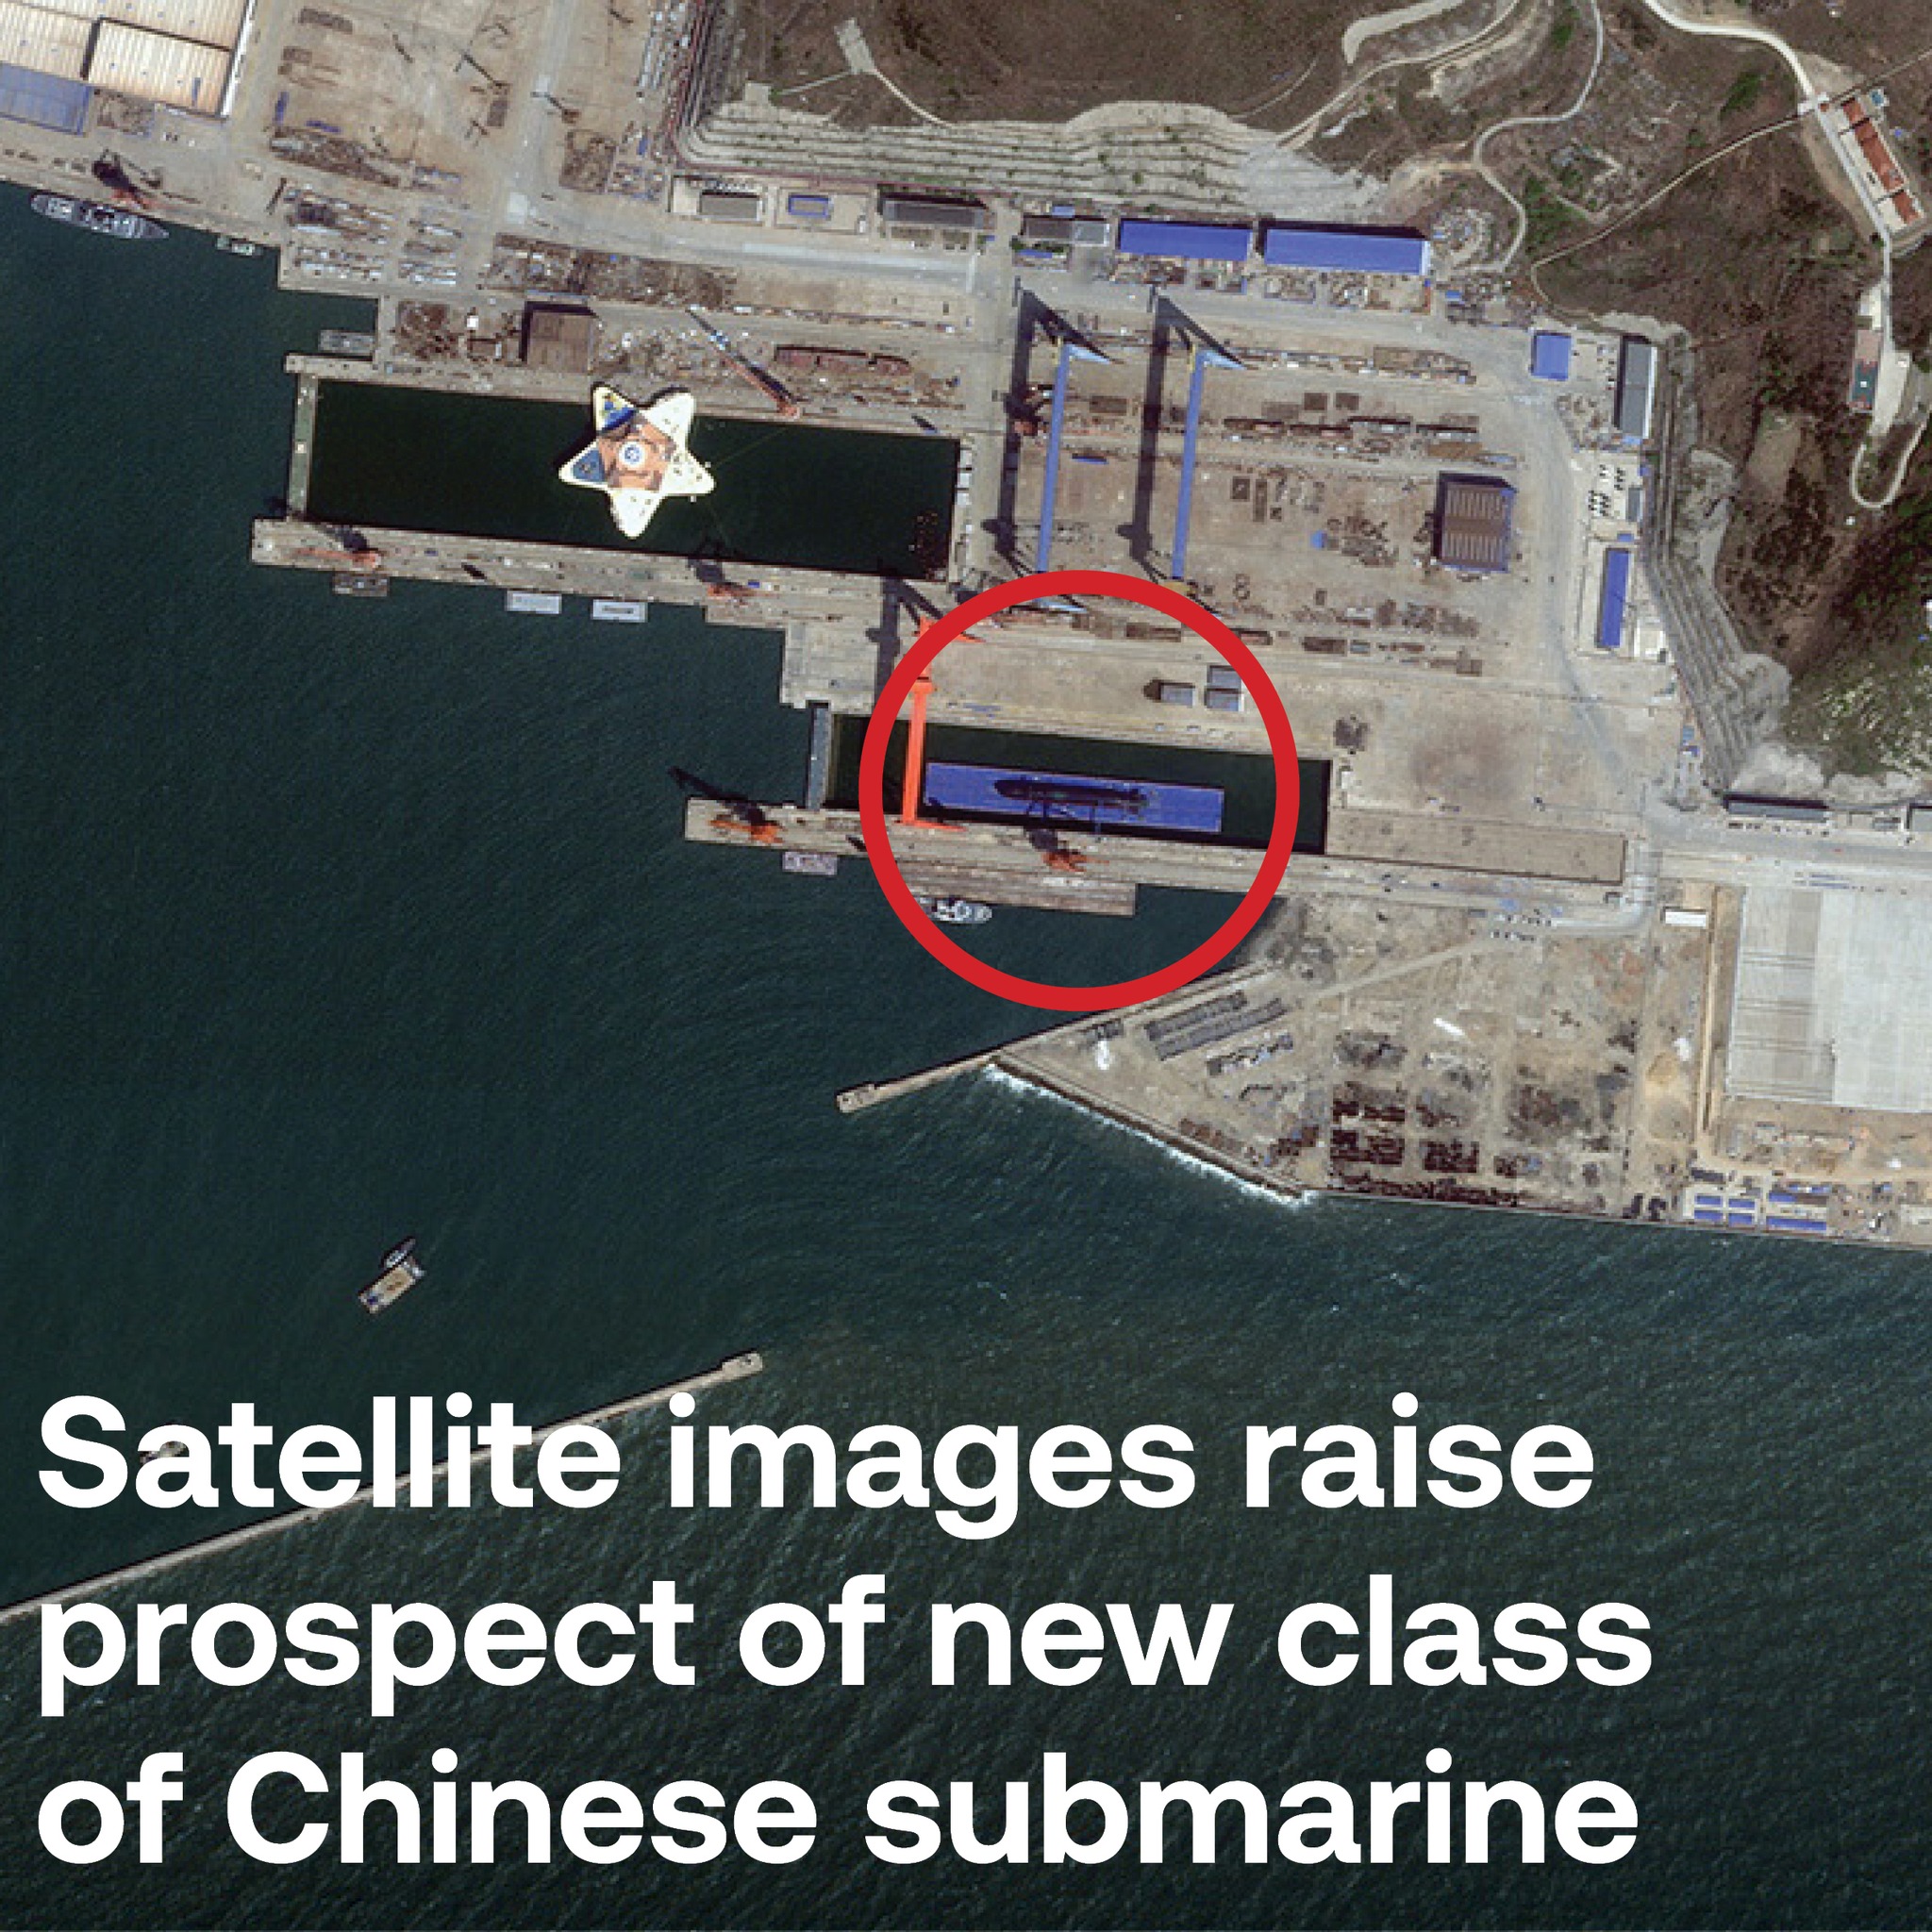 Satellite images raise
prospect of new class
of Chinese submarine